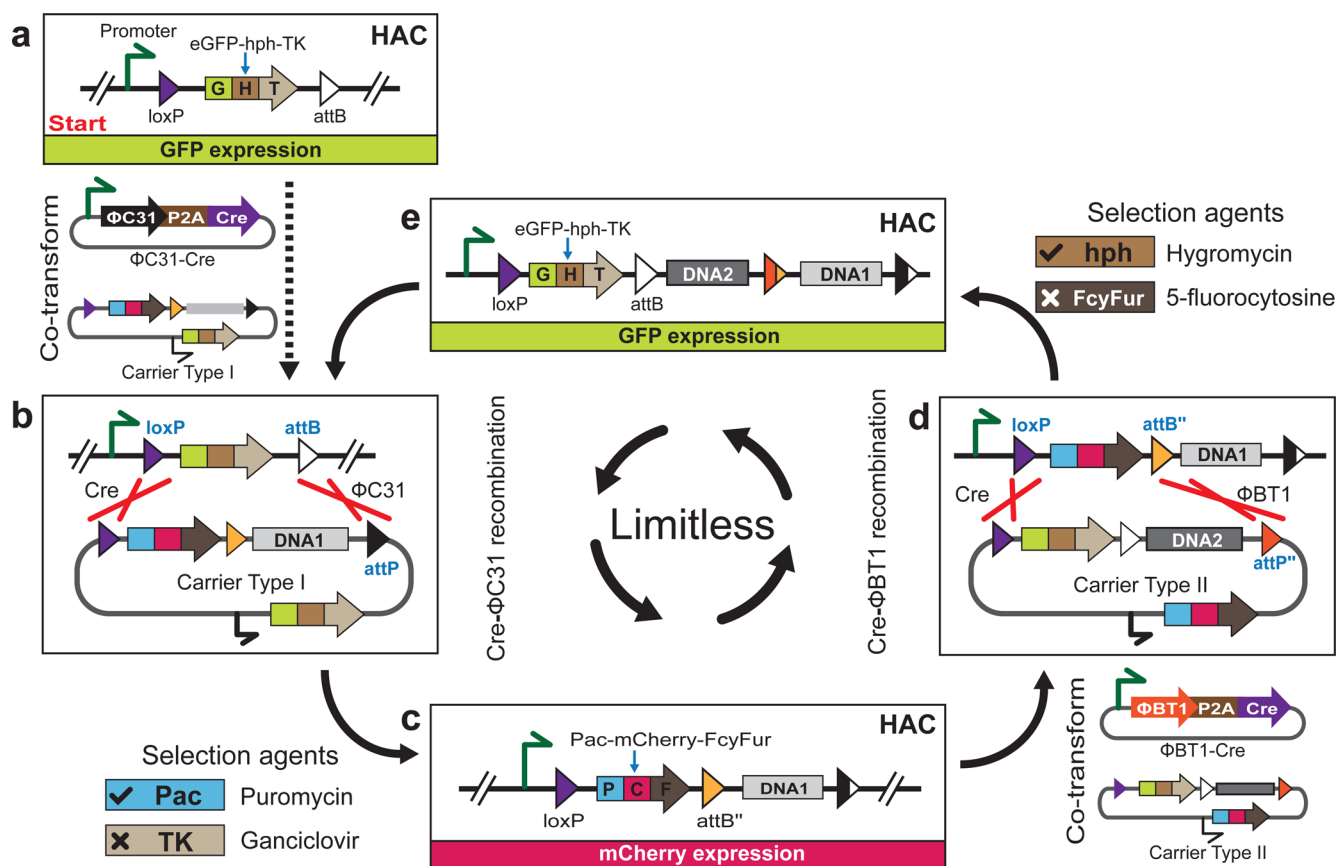 a
Promoter
eGFP-hph-TK
HAC
G H T
loxP
attB
Start
GFP expression
Co-transform
ΦC31 P2A Cre
ΦC31-Cre
Carrier Type I
e
HAC
eGFP-hph-TK
G H T
loxP
attB
DNA2
DNA1
GFP expression
Selection agents
hph Hygromycin
FcyFur 5-fluorocytosine
b
loxP
attB
Cre
ΦC31
DNA1
attP
Carrier Type I
Cre-ΦC31 recombination
Limitless
Cre-ΦBT1 recombination
d
loxP
attB"
DNA1
Cre
ΦBT1
DNA2
attP"
Carrier Type II
Selection agents
Pac Puromycin
TK Ganciclovir
c
HAC
Pac-mCherry-FcyFur
P C F
DNA1
loxP
attB"
mCherry expression
Co-transform
ΦBT1 P2A Cre
ΦBT1-Cre
Carrier Type II